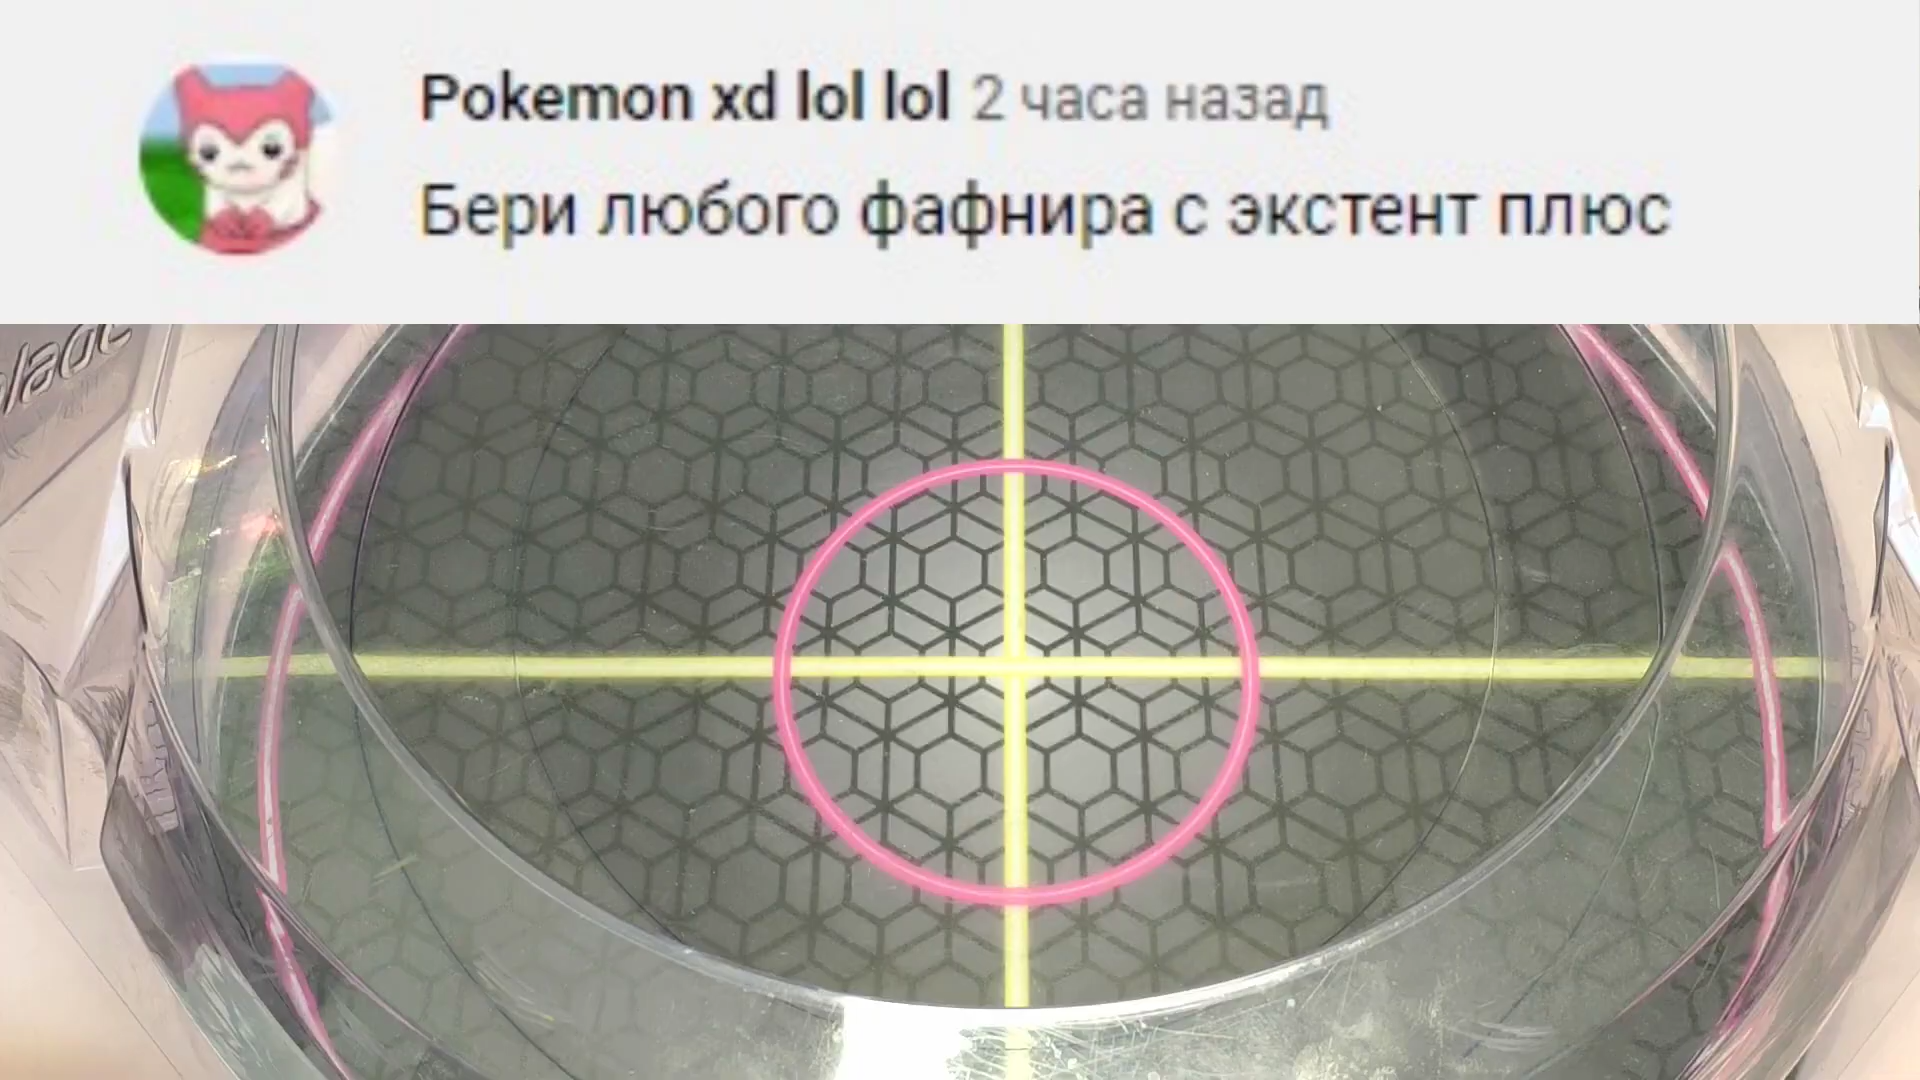 Pokemon xd lol lol 2 часа назад
Бери любого фафнира с экстент плюс